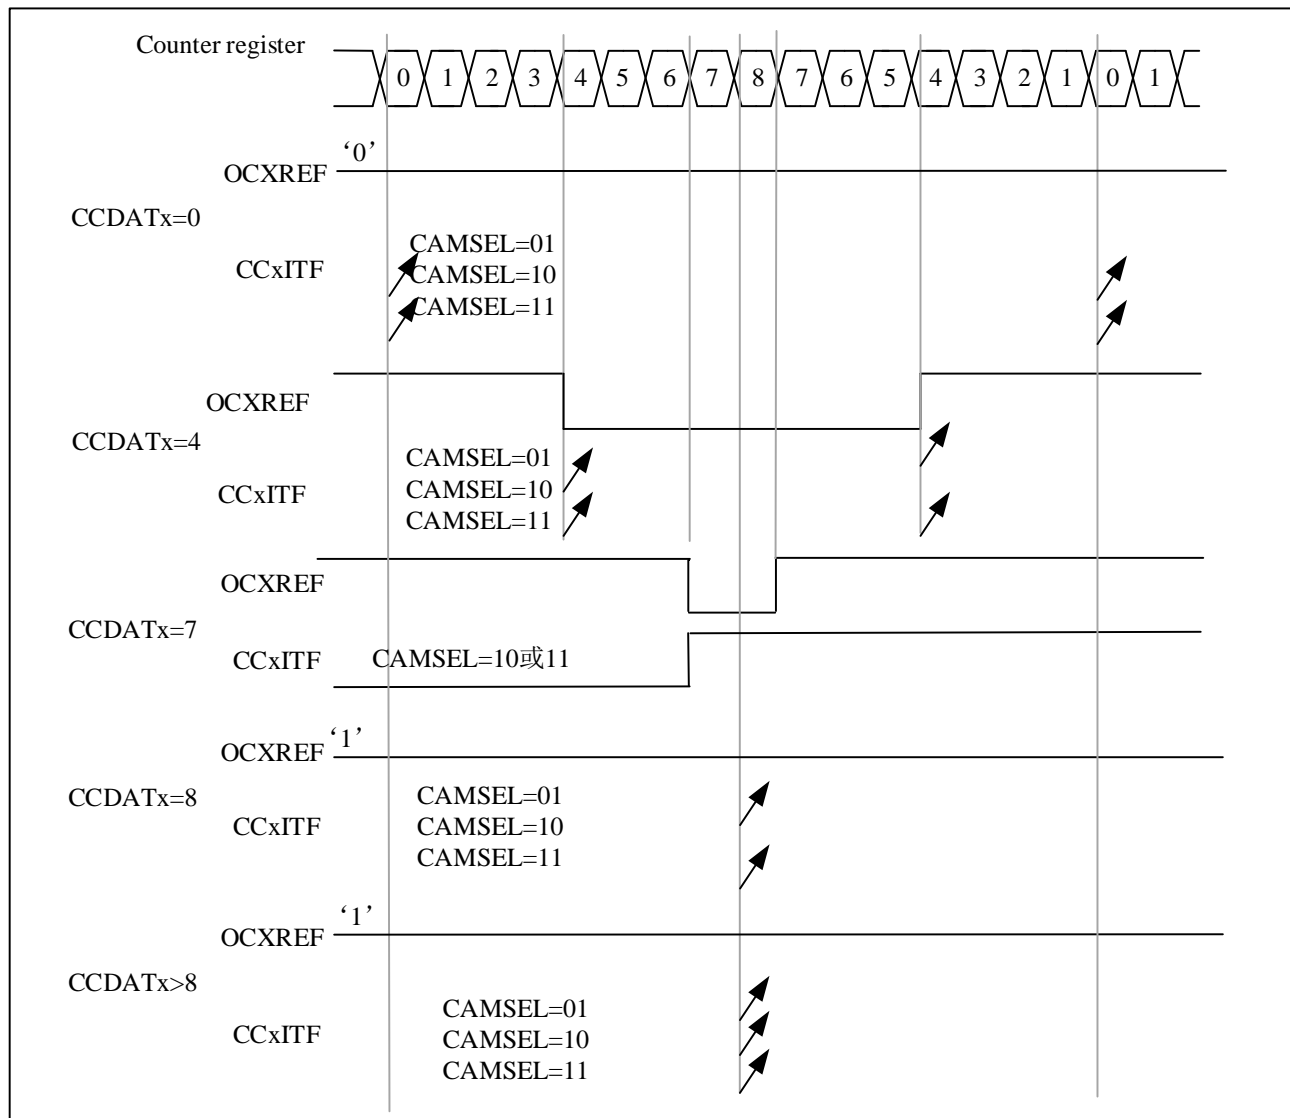 Counter register
0 1 2 3 4 5 6 7 8 7 6 5 4 3 2 1 0 1
‘0’
OCXREF
CCDATx=0
CCxITF
CAMSEL=01
CAMSEL=10
CAMSEL=11
OCXREF
CCDATx=4
CCxITF
CAMSEL=01
CAMSEL=10
CAMSEL=11
OCXREF
CCDATx=7
CCxITF
CAMSEL=10或11
‘1’
OCXREF
CCDATx=8
CCxITF
CAMSEL=01
CAMSEL=10
CAMSEL=11
‘1’
OCXREF
CCDATx>8
CCxITF
CAMSEL=01
CAMSEL=10
CAMSEL=11